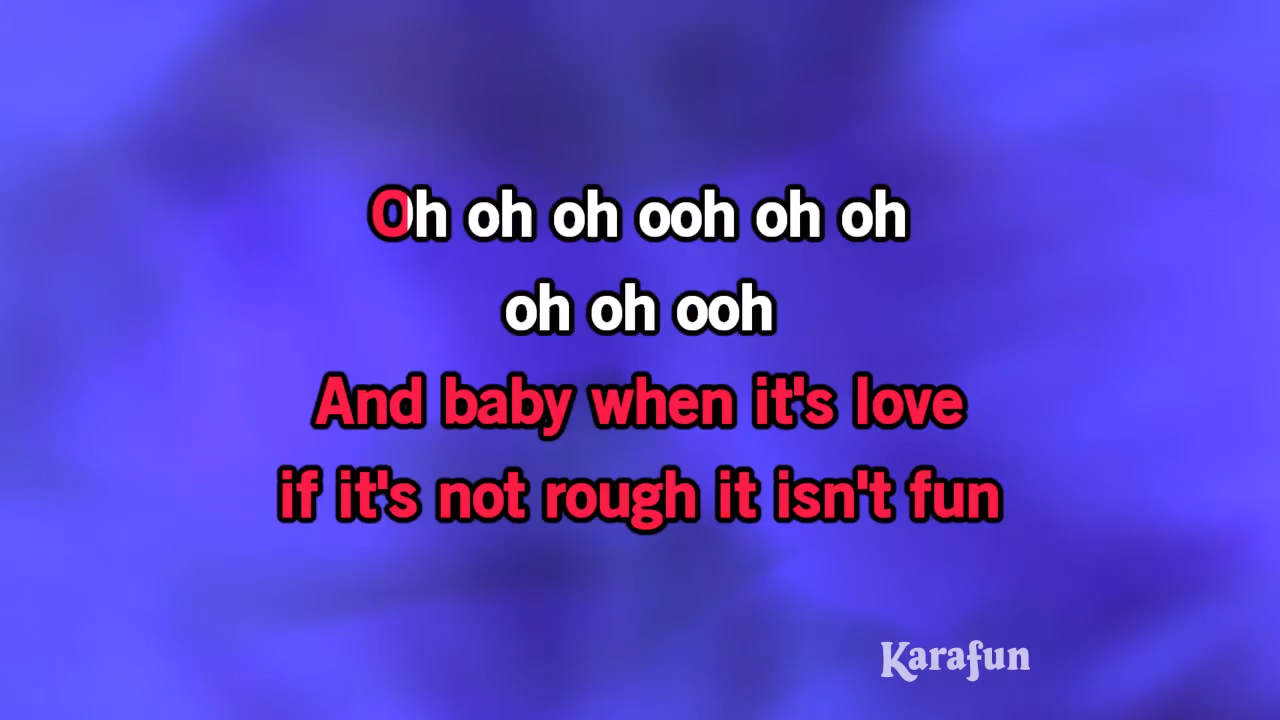 Oh oh oh ooh oh oh
oh oh ooh
And baby when it's love
if it's not rough it isn't fun
Karafun